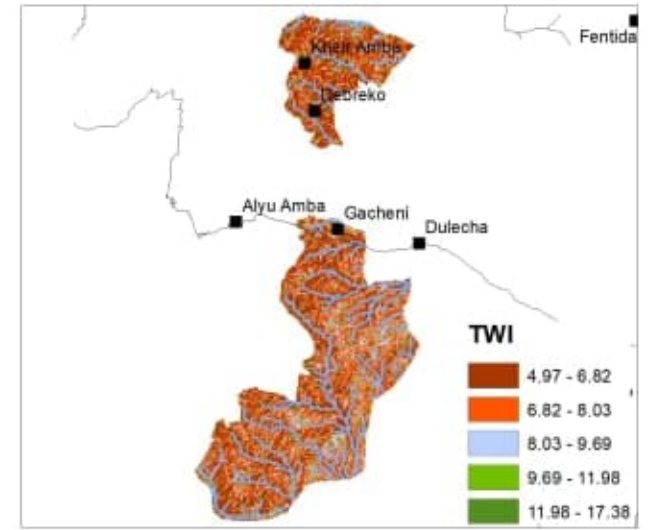 Fentida
Kheir Amba
Debreko
Alyu Amba
Gacheni
Dulecha
TWI
4.97 - 6.82
6.82 - 8.03
8.03 - 9.69
9.69 - 11.98
11.98 - 17.38